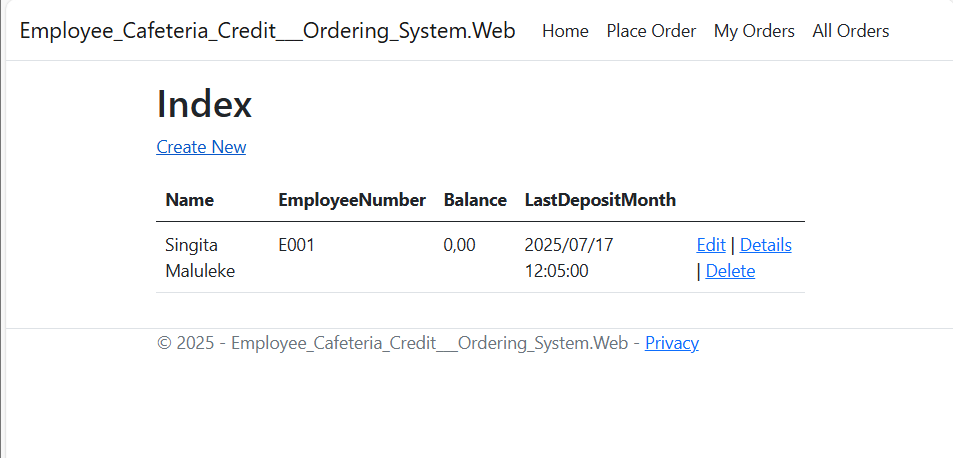 Employee_Cafeteria_Credit___Ordering_System.Web Home Place Order My Orders All Orders
Index
Create New
Name EmployeeNumber Balance LastDepositMonth
Singita E001 0,00 2025/07/17 Edit | Details
Maluleke 12:05:00 | Delete
© 2025 - Employee_Cafeteria_Credit___Ordering_System.Web - Privacy